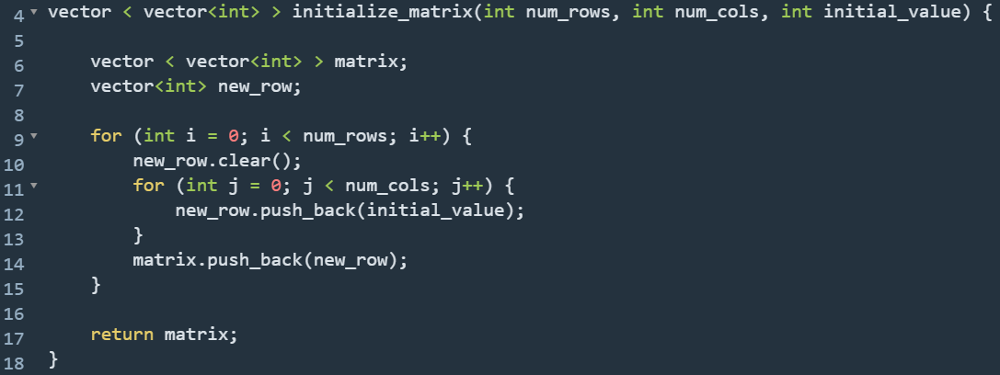 4 vector < vector<int> > initialize_matrix(int num_rows, int num_cols, int initial_value) {
5
6     vector < vector<int> > matrix;
7     vector<int> new_row;
8
9     for (int i = 0; i < num_rows; i++) {
10         new_row.clear();
11         for (int j = 0; j < num_cols; j++) {
12             new_row.push_back(initial_value);
13         }
14         matrix.push_back(new_row);
15     }
16
17     return matrix;
18 }